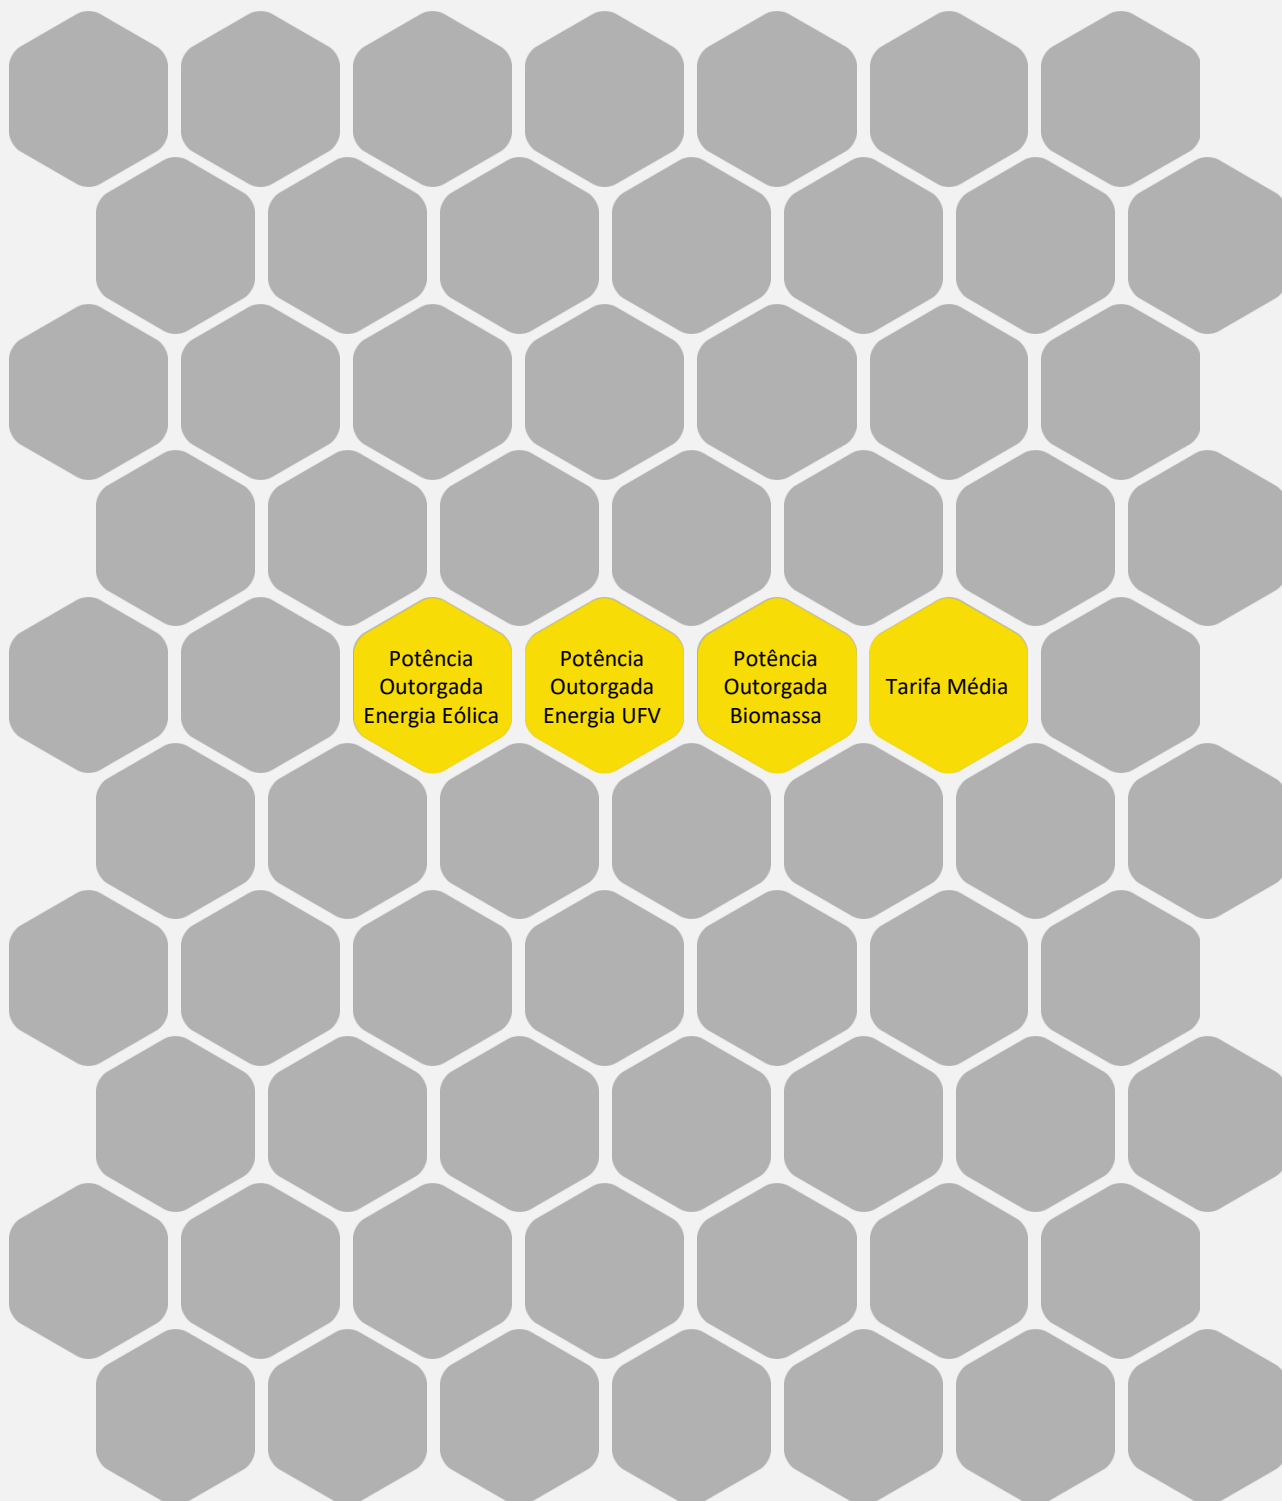 Potência
Outorgada
Energia Eólica
Potência
Outorgada
Energia UFV
Potência
Outorgada
Biomassa
Tarifa Média